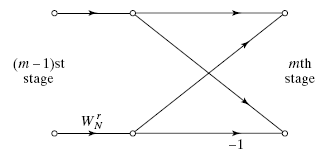 (m − 1)st
stage
mth
stage
W_N^r
−1